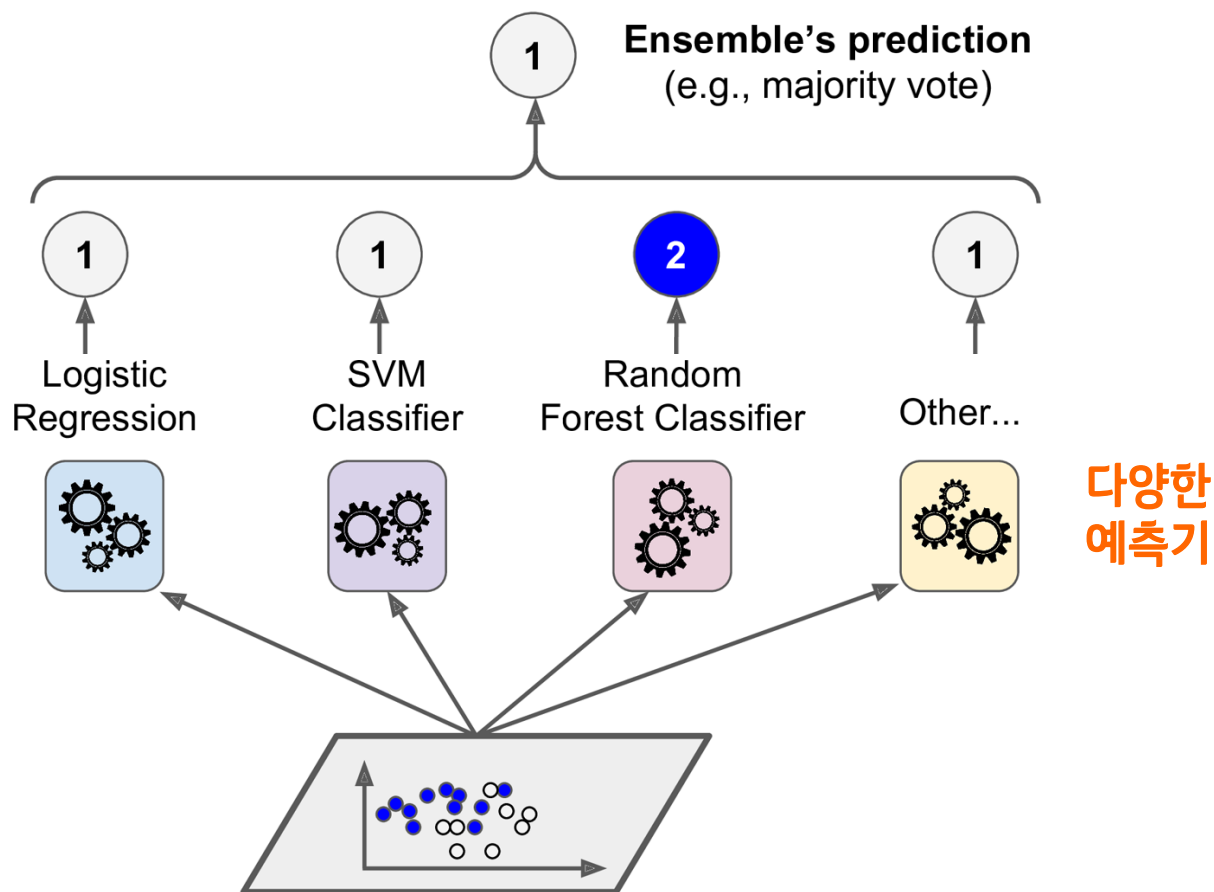 1
Ensemble's prediction
(e.g., majority vote)
1
1
2
1
Logistic
Regression
SVM
Classifier
Random
Forest Classifier
Other...
다양한
예측기